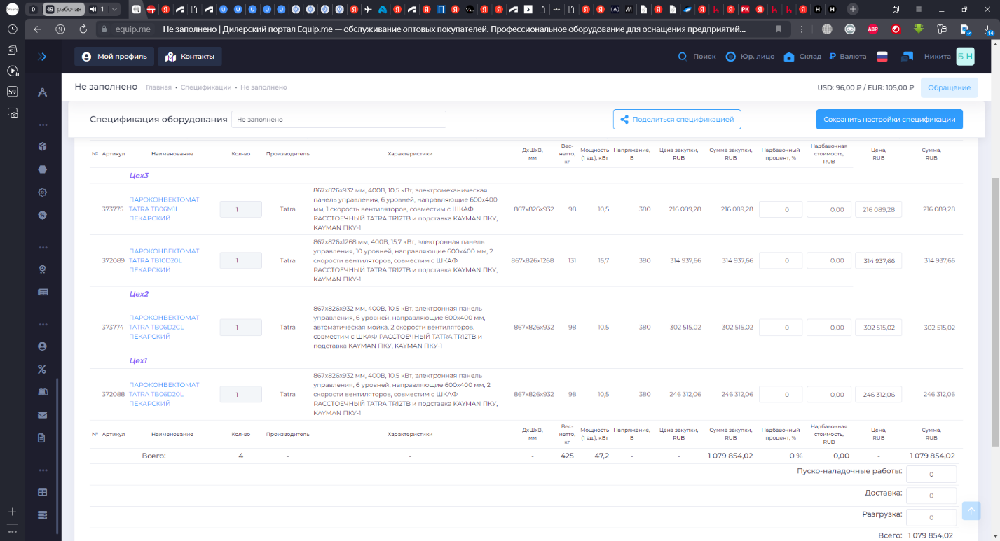 0 49 рабочая 1
equip.me Не заполнено | Дилерский портал Equip.me — обслуживание оптовых покупателей. Профессиональное оборудование для оснащения предприятий...
ABP 14
59
Мой профиль Контакты Поиск Юр. лицо Склад Валюта Никита БН
Не заполнено Главная • Спецификации • Не заполнено USD: 96,00 ₽ / EUR: 105,00 ₽ Обращение
Спецификация оборудования Не заполнено Поделиться спецификацией Сохранить настройки спецификации
№ Артикул Наименование Кол-во Производитель Характеристики ДхШхВ, мм Вес-нетто, кг Мощность (1 ед.), кВт Напряжение, В Цена закупки, RUB Сумма закупки, RUB Надбавочный процент, % Надбавочная стоимость, RUB Цена, RUB Сумма, RUB
Цех3
373775 ПАРОКОНВЕКТОМАТ TATRA TB06M1L ПЕКАРСКИЙ 1 Tatra 867x826x932 мм, 400В, 10,5 кВт, электромеханическая панель управления, 6 уровней, направляющие 600x400 мм, 1 скорость вентиляторов, совместим с ШКАФ РАССТОЕЧНЫЙ TATRA TR12TB и подставка KAYMAN ПКУ, KAYMAN ПКУ-1 867x826x932 98 10,5 380 216 089,28 216 089,28 0 0,00 216 089,28 216 089,28
372089 ПАРОКОНВЕКТОМАТ TATRA TB10D20L ПЕКАРСКИЙ 1 Tatra 867x826x1268 мм, 400В, 15,7 кВт, электронная панель управления, 10 уровней, направляющие 600x400 мм, 2 скорости вентиляторов, совместим с ШКАФ РАССТОЕЧНЫЙ TATRA TR12TB и подставка KAYMAN ПКУ, KAYMAN ПКУ-1 867x826x1268 131 15,7 380 314 937,66 314 937,66 0 0,00 314 937,66 314 937,66
Цех2
373774 ПАРОКОНВЕКТОМАТ TATRA TB06D2CL ПЕКАРСКИЙ 1 Tatra 867x826x932 мм, 400В, 10,5 кВт, электронная панель управления, 6 уровней, направляющие 600x400 мм, автоматическая мойка, 2 скорости вентиляторов, совместим с ШКАФ РАССТОЕЧНЫЙ TATRA TR12TB и подставка KAYMAN ПКУ, KAYMAN ПКУ-1 867x826x932 98 10,5 380 302 515,02 302 515,02 0 0,00 302 515,02 302 515,02
Цех1
372088 ПАРОКОНВЕКТОМАТ TATRA TB06D20L ПЕКАРСКИЙ 1 Tatra 867x826x932 мм, 400В, 10,5 кВт, электронная панель управления, 6 уровней, направляющие 600x400 мм, 2 скорости вентиляторов, совместим с ШКАФ РАССТОЕЧНЫЙ TATRA TR12TB и подставка KAYMAN ПКУ, KAYMAN ПКУ-1 867x826x932 98 10,5 380 246 312,06 246 312,06 0 0,00 246 312,06 246 312,06
№ Артикул Наименование Кол-во Производитель Характеристики ДхШхВ, мм Вес-нетто, кг Мощность (1 ед.), кВт Напряжение, В Цена закупки, RUB Сумма закупки, RUB Надбавочный процент, % Надбавочная стоимость, RUB Цена, RUB Сумма, RUB
Всего: 4 - - - 425 47,2 - - 1 079 854,02 0 % 0,00 - 1 079 854,02
Пуско-наладочные работы: 0
Доставка: 0
Разгрузка: 0
Всего: 1 079 854,02